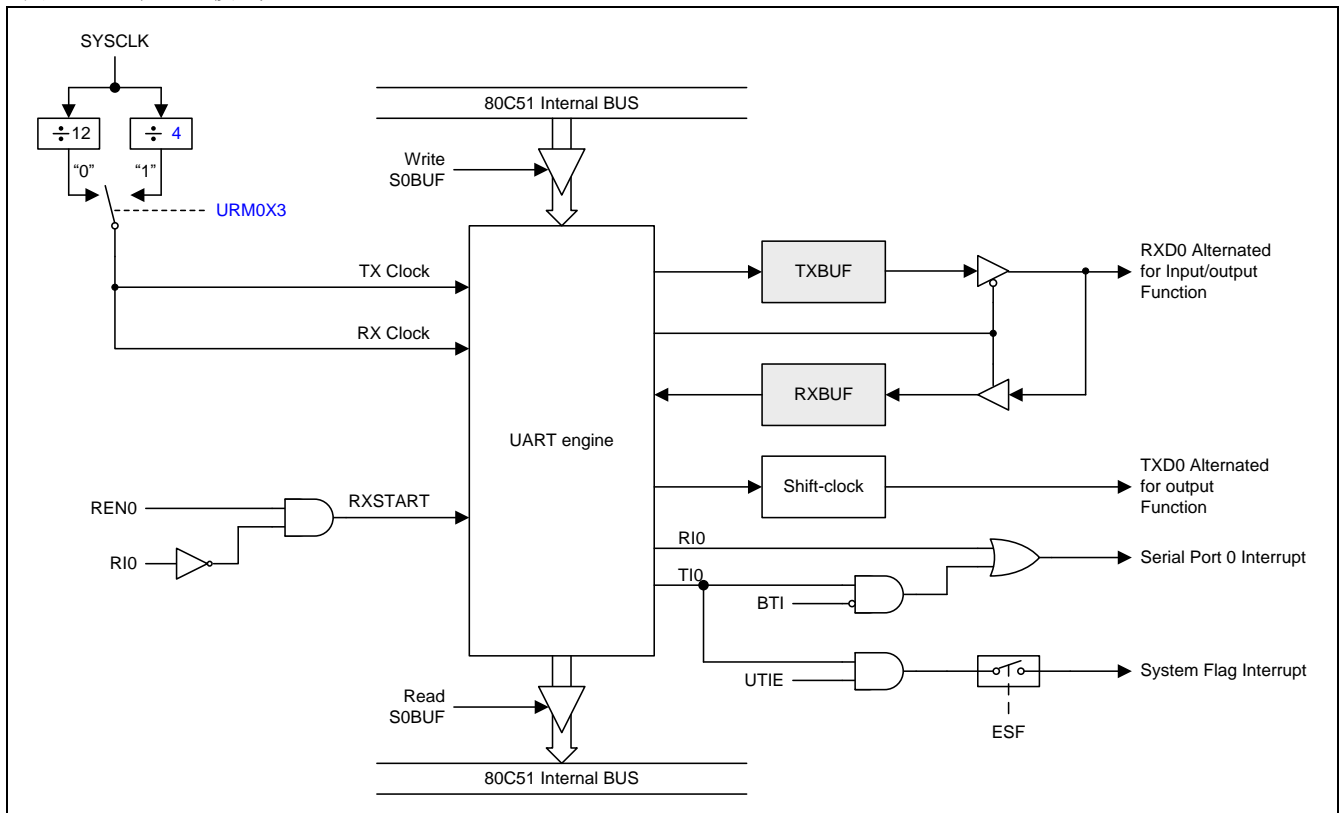 SYSCLK
÷12
÷ 4
“0”
“1”
URM0X3
80C51 Internal BUS
Write
S0BUF
TX Clock
RX Clock
UART engine
TXBUF
RXBUF
Shift-clock
RXD0 Alternated
for Input/output
Function
TXD0 Alternated
for output
Function
REN0
RI0
RXSTART
RI0
TI0
BTI
UTIE
Serial Port 0 Interrupt
System Flag Interrupt
ESF
Read
S0BUF
80C51 Internal BUS